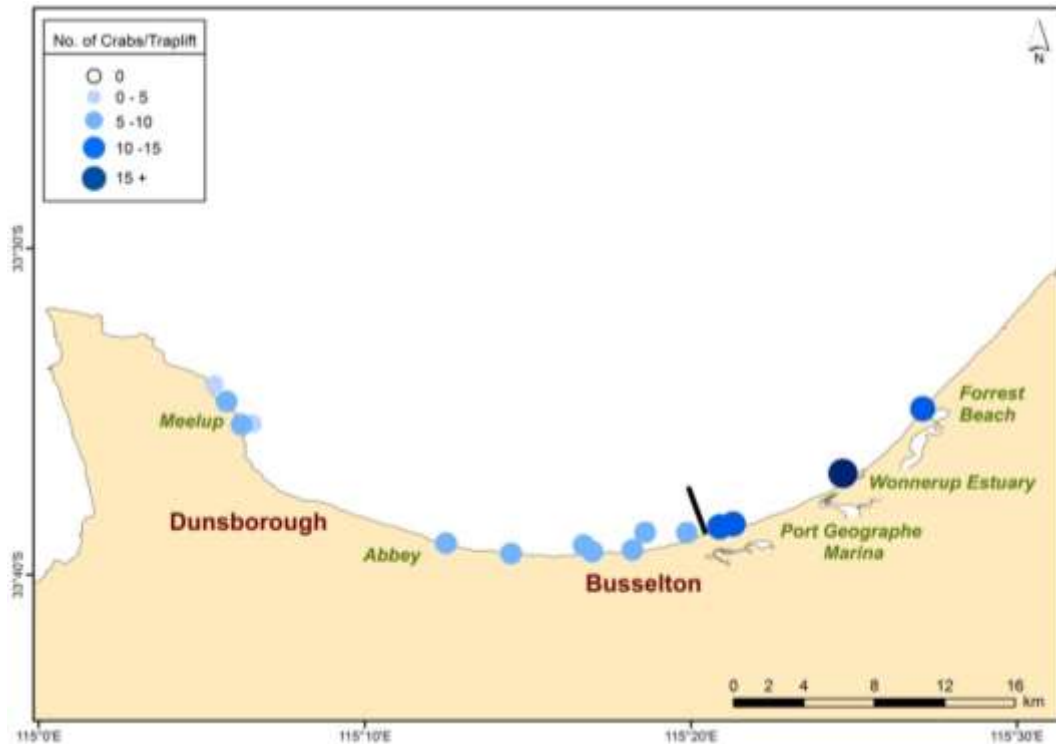 No. of Crabs/Traplift
0
0 - 5
5 -10
10 -15
15 +
N
33°30'S
33°40'S
Meelup
Dunsborough
Abbey
Busselton
Forrest
Beach
Wonnerup Estuary
Port Geographe
Marina
0 2 4 8 12 16
km
115°0'E 115°10'E 115°20'E 115°30'E